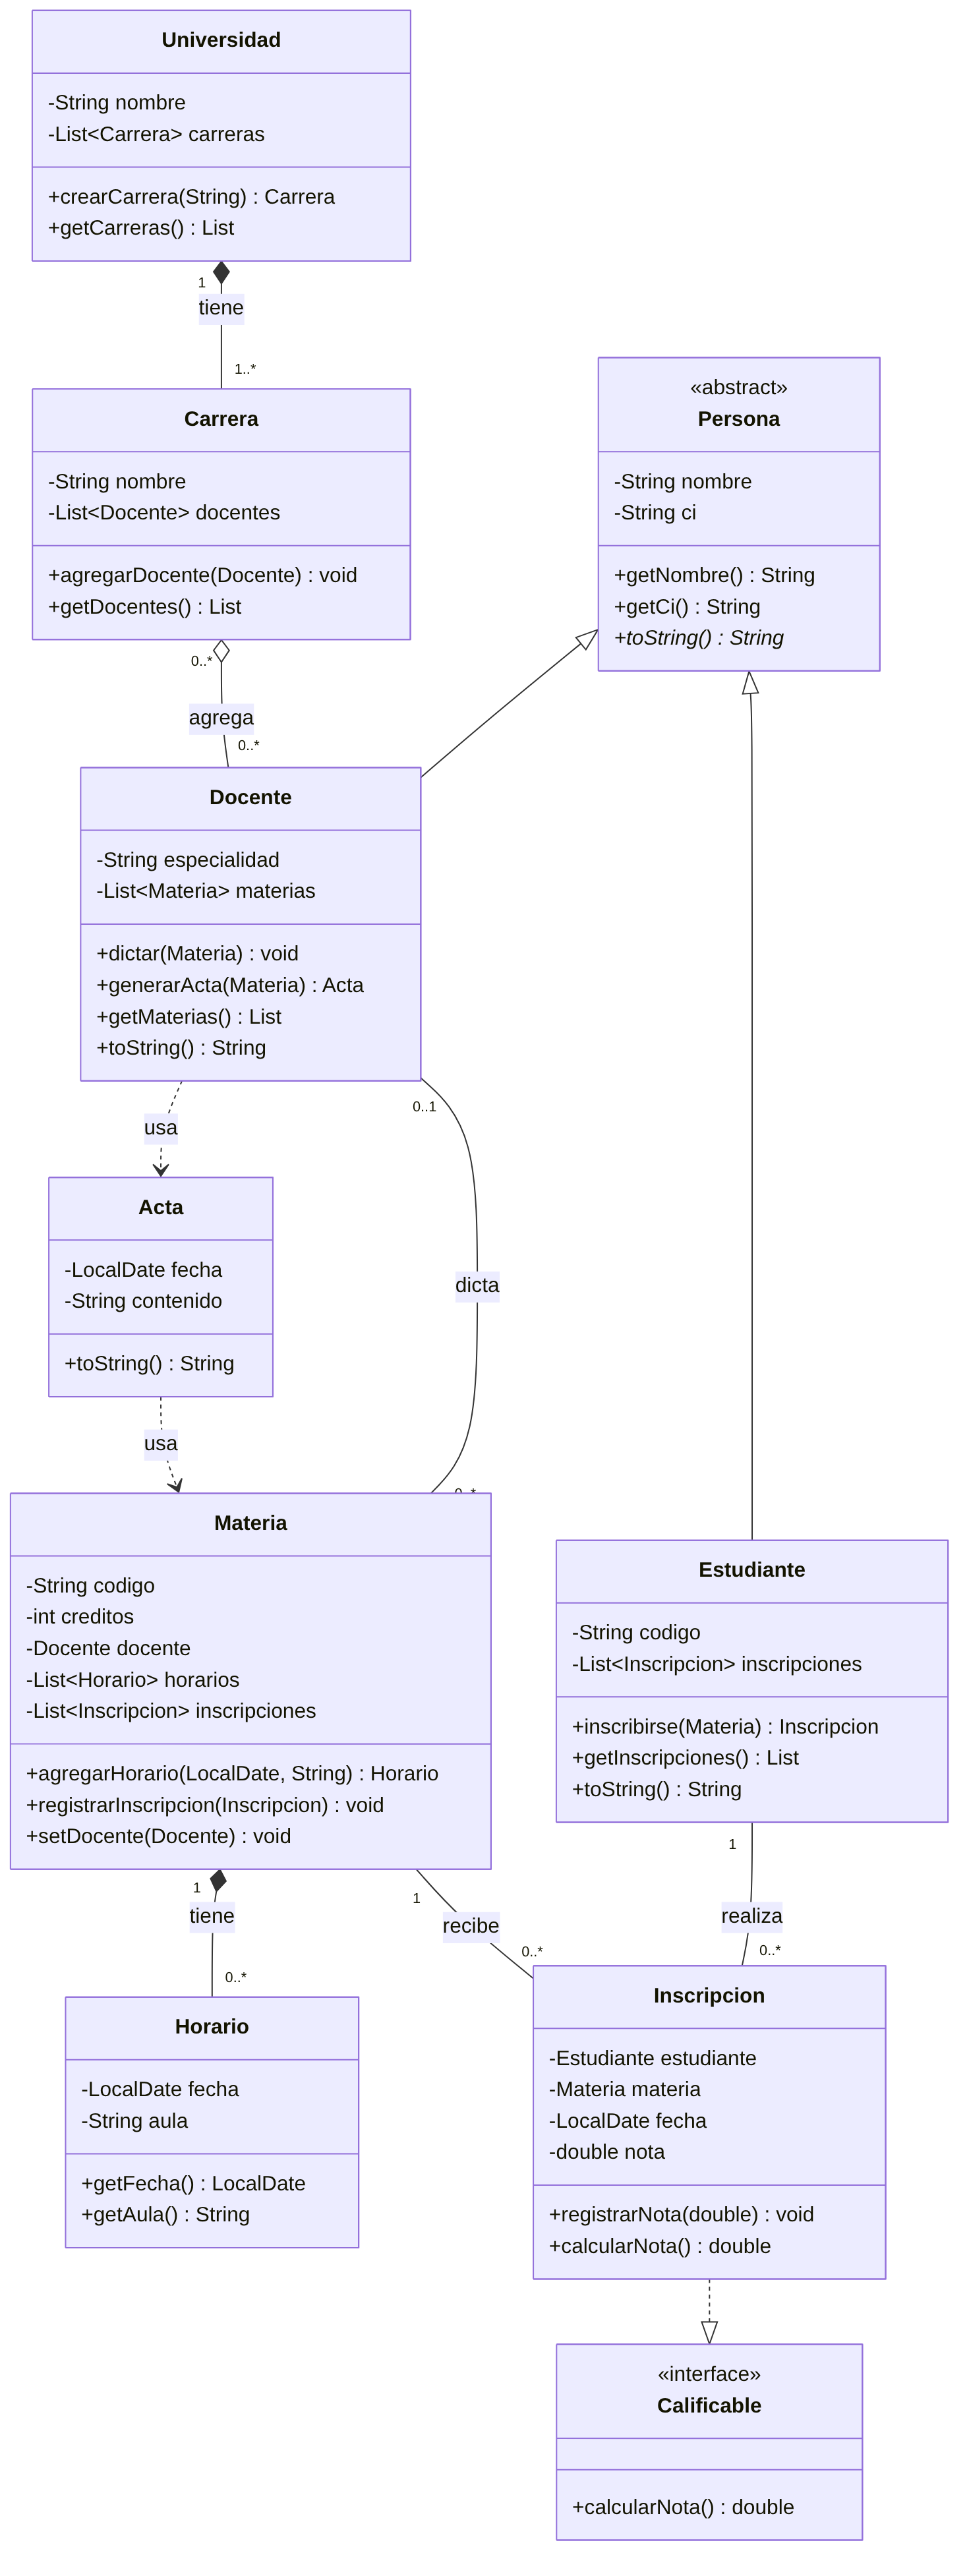 Universidad
-String nombre
-List<Carrera> carreras
+crearCarrera(String) : Carrera
+getCarreras() : List
1
tiene
1..*
Carrera
-String nombre
-List<Docente> docentes
+agregarDocente(Docente) : void
+getDocentes() : List
«abstract»
Persona
-String nombre
-String ci
+getNombre() : String
+getCi() : String
+toString() : String
0..*
agrega
0..*
Docente
-String especialidad
-List<Materia> materias
+dictar(Materia) : void
+generarActa(Materia) : Acta
+getMaterias() : List
+toString() : String
0..1
usa
dicta
Acta
-LocalDate fecha
-String contenido
+toString() : String
usa
Materia
-String codigo
-int creditos
-Docente docente
-List<Horario> horarios
-List<Inscripcion> inscripciones
+agregarHorario(LocalDate, String) : Horario
+registrarInscripcion(Inscripcion) : void
+setDocente(Docente) : void
Estudiante
-String codigo
-List<Inscripcion> inscripciones
+inscribirse(Materia) : Inscripcion
+getInscripciones() : List
+toString() : String
1
tiene
0..*
1
recibe
0..*
1
realiza
0..*
Horario
-LocalDate fecha
-String aula
+getFecha() : LocalDate
+getAula() : String
Inscripcion
-Estudiante estudiante
-Materia materia
-LocalDate fecha
-double nota
+registrarNota(double) : void
+calcularNota() : double
«interface»
Calificable
+calcularNota() : double